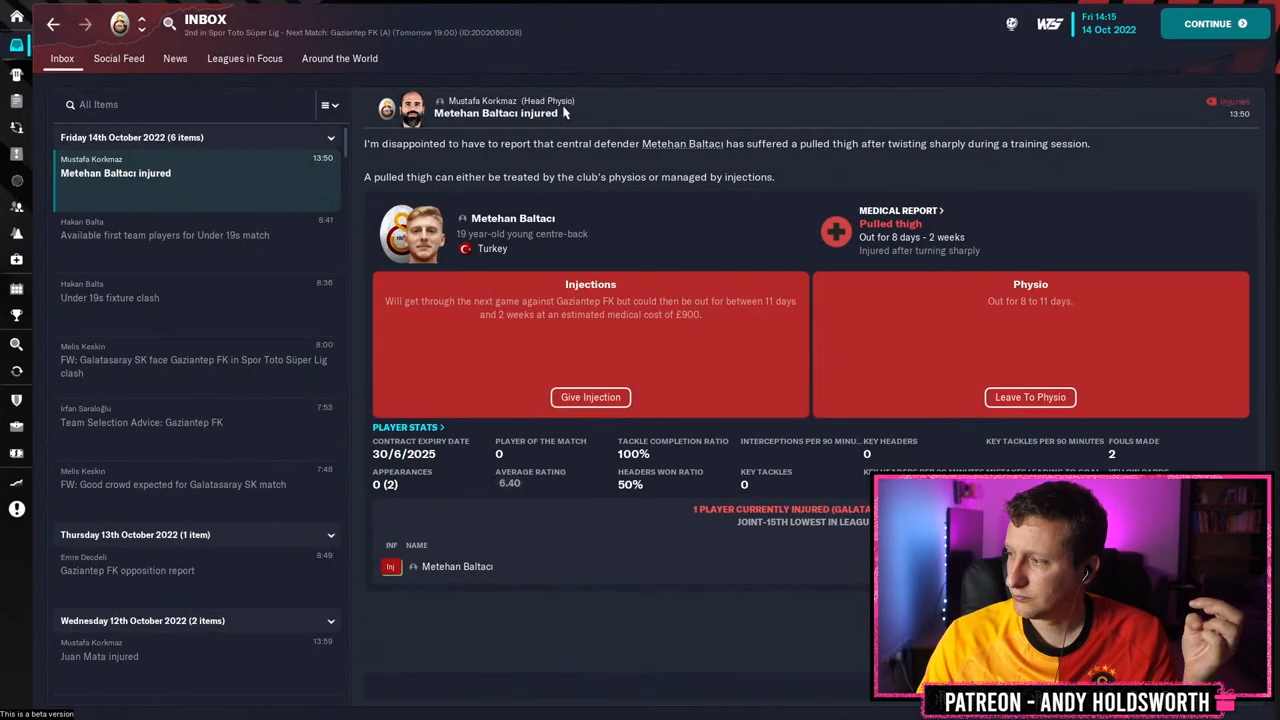 INBOX
2nd in Spor Toto Süper Lig - Next Match: Gaziantep FK (A) (Tomorrow 19:00) (ID:2002066308)
Fri 14:15
14 Oct 2022
CONTINUE
Inbox
Social Feed
News
Leagues in Focus
Around the World
All Items
Friday 14th October 2022 (6 items)
Mustafa Korkmaz 13:50
Metehan Baltacı injured
Hakan Balta 8:41
Available first team players for Under 19s match
Hakan Balta 8:36
Under 19s fixture clash
Melis Keskin 8:00
FW: Galatasaray SK face Gaziantep FK in Spor Toto Süper Lig
clash
İrfan Saraloğlu 7:53
Team Selection Advice: Gaziantep FK
Melis Keskin 7:48
FW: Good crowd expected for Galatasaray SK match
Thursday 13th October 2022 (1 item)
Emre Decdeli 8:49
Gaziantep FK opposition report
Wednesday 12th October 2022 (2 items)
Mustafa Korkmaz 13:59
Juan Mata injured
This is a beta version
Mustafa Korkmaz (Head Physio)
Metehan Baltacı injured
Injuries
13:50
I'm disappointed to have to report that central defender Metehan Baltacı has suffered a pulled thigh after twisting sharply during a training session.
A pulled thigh can either be treated by the club's physios or managed by injections.
Metehan Baltacı
19 year-old young centre-back
Turkey
MEDICAL REPORT
Pulled thigh
Out for 8 days - 2 weeks
Injured after turning sharply
Injections
Will get through the next game against Gaziantep FK but could then be out for between 11 days
and 2 weeks at an estimated medical cost of £900.
Give Injection
Physio
Out for 8 to 11 days.
Leave To Physio
PLAYER STATS
CONTRACT EXPIRY DATE
30/6/2025
PLAYER OF THE MATCH
0
TACKLE COMPLETION RATIO
100%
INTERCEPTIONS PER 90 MINU...
KEY HEADERS
0
KEY TACKLES PER 90 MINUTES
FOULS MADE
2
APPEARANCES
0 (2)
AVERAGE RATING
6.40
HEADERS WON RATIO
50%
KEY TACKLES
0
0
1 PLAYER CURRENTLY INJURED (GALATA
JOINT-15TH LOWEST IN LEAGU
INF NAME
Inj Metehan Baltacı
PATREON - ANDY HOLDSWORTH